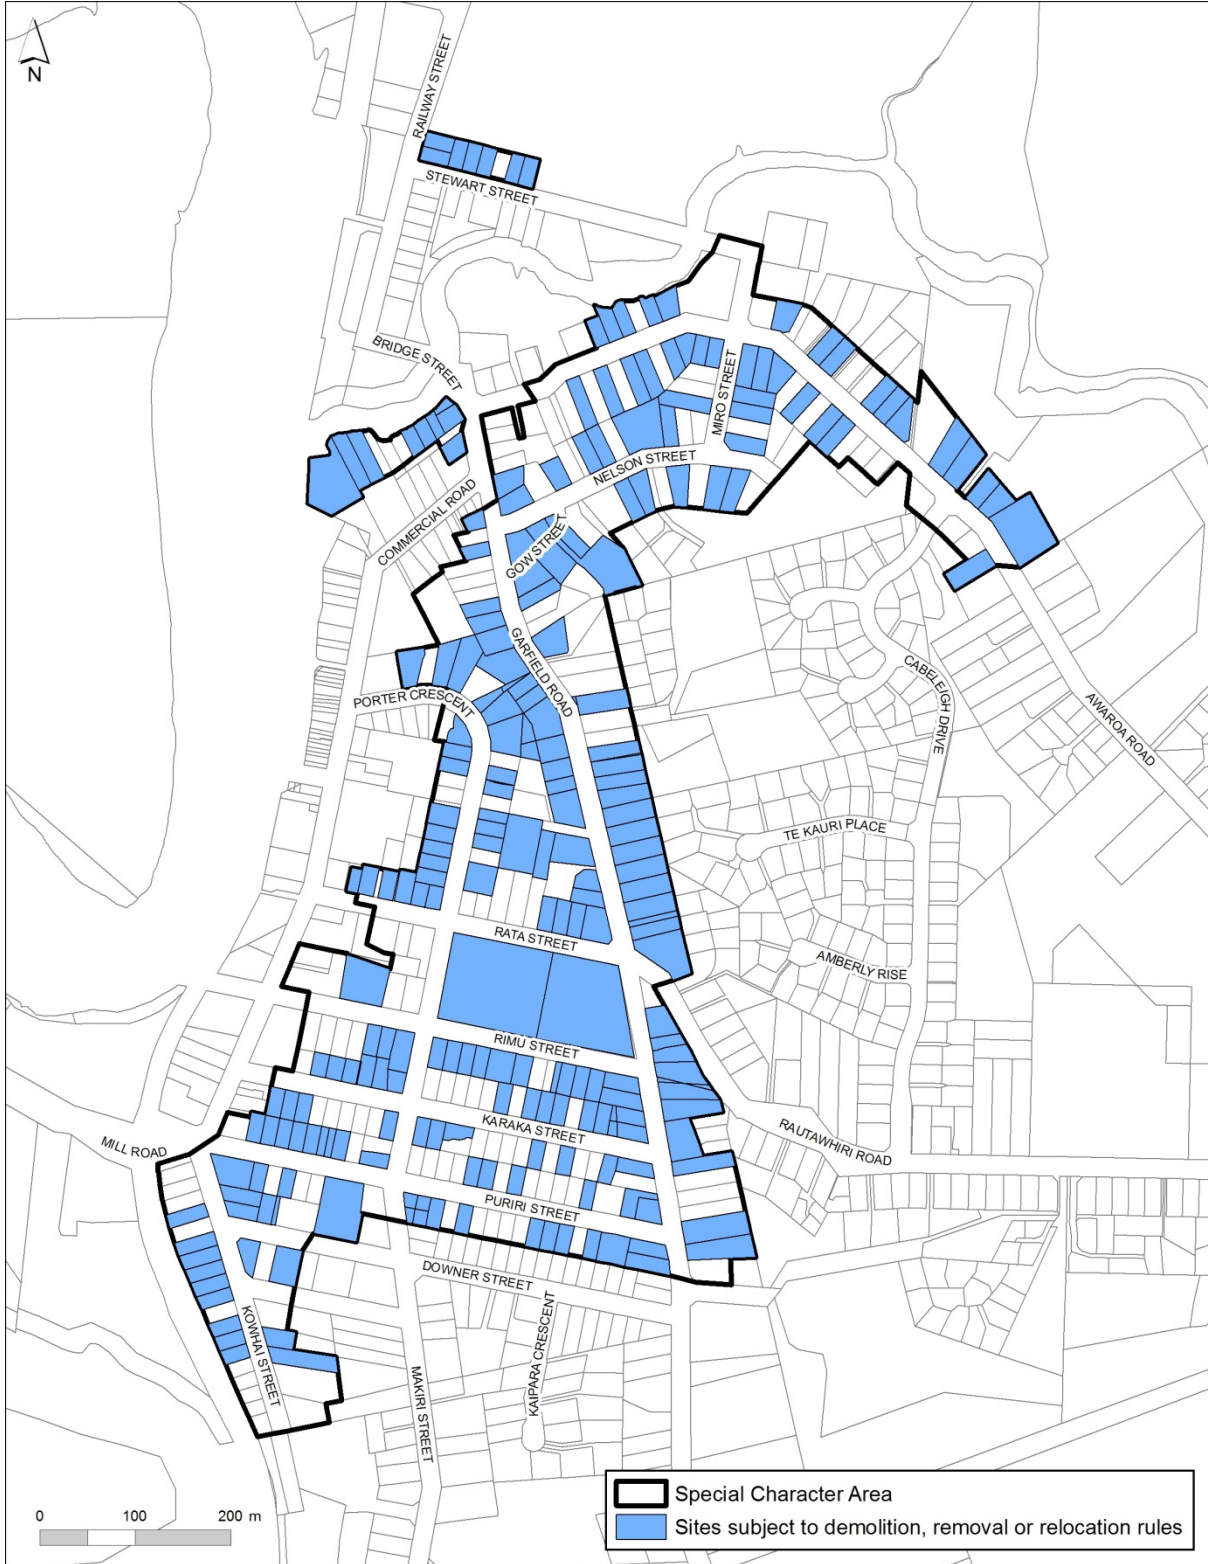 N
RAILWAY STREET
STEWART STREET
BRIDGE STREET
MIRO STREET
NELSON STREET
COMMERCIAL ROAD
GOW STREET
GARFIELD ROAD
CABELEIGH DRIVE
PORTER CRESCENT
AWAROA ROAD
TE KAURI PLACE
RATA STREET
AMBERLY RISE
RIMU STREET
KARAKA STREET
RAUTAWHIRI ROAD
MILL ROAD
PURIRI STREET
DOWNER STREET
KOWHAI STREET
KAIPARA CRESCENT
MAKIRI STREET
Special Character Area
Sites subject to demolition, removal or relocation rules
0 100 200 m